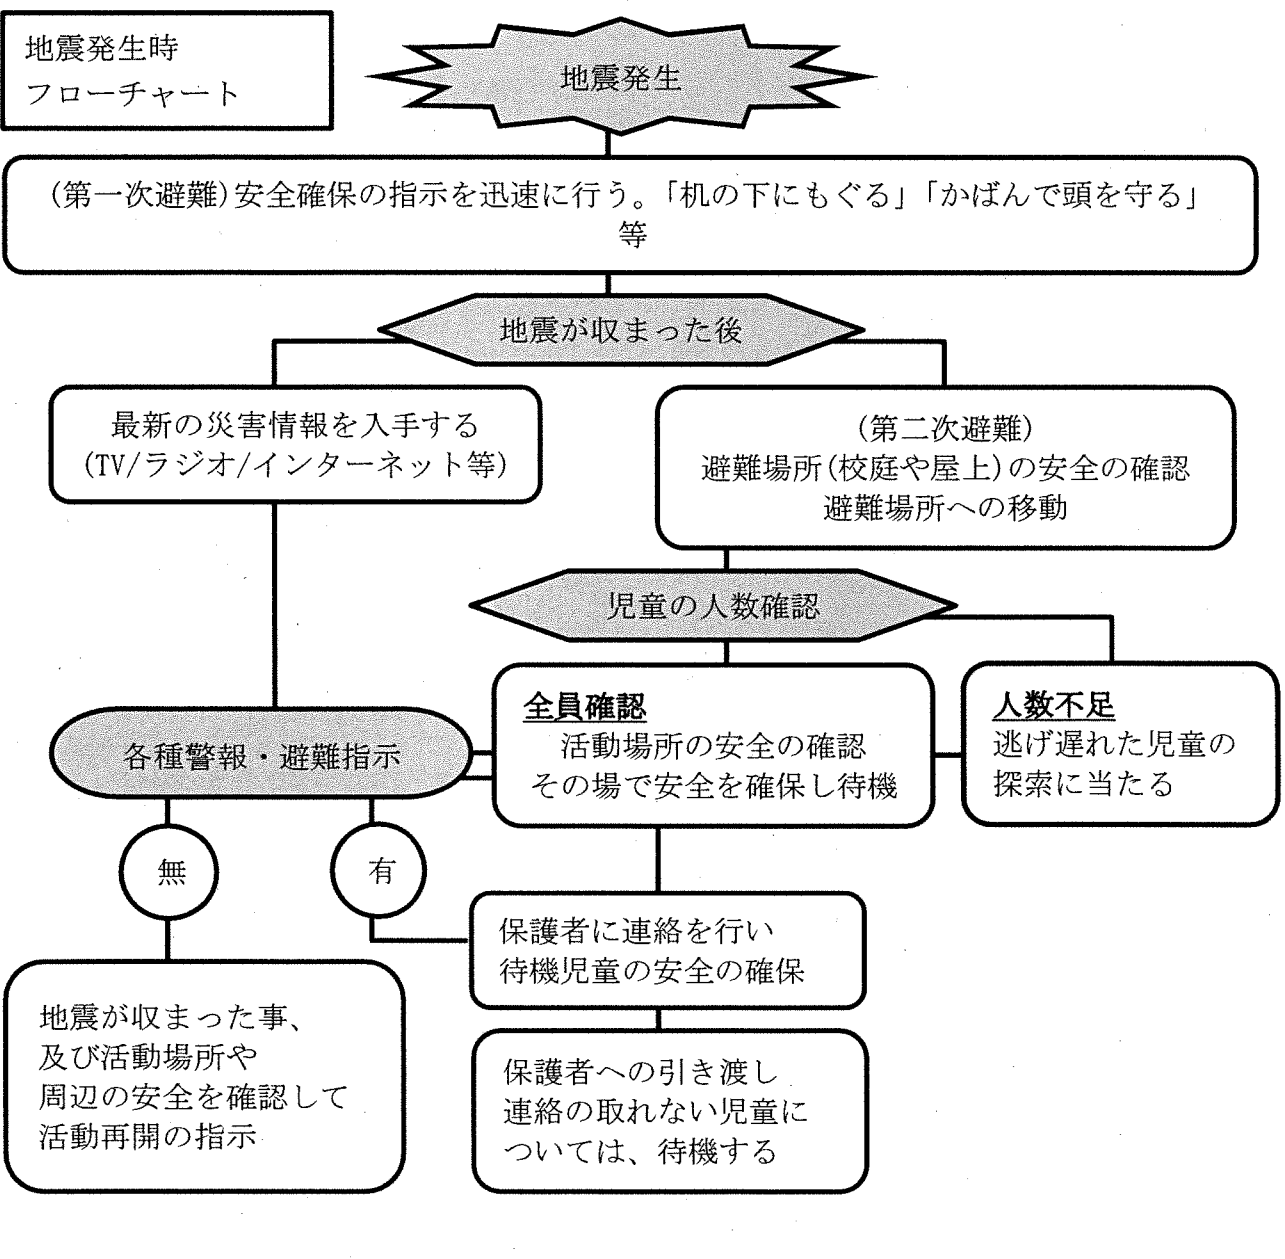 地震発生時
フローチャート
地震発生
(第一次避難)安全確保の指示を迅速に行う。「机の下にもぐる」「かばんで頭を守る」
等
地震が収まった後
最新の災害情報を入手する
(TV/ラジオ/インターネット等)
(第二次避難)
避難場所(校庭や屋上)の安全の確認
避難場所への移動
児童の人数確認
全員確認
活動場所の安全の確認
その場で安全を確保し待機
人数不足
逃げ遅れた児童の
探索に当たる
各種警報・避難指示
無
有
保護者に連絡を行い
待機児童の安全の確保
地震が収まった事、
及び活動場所や
周辺の安全を確認して
活動再開の指示
保護者への引き渡し
連絡の取れない児童に
ついては、待機する